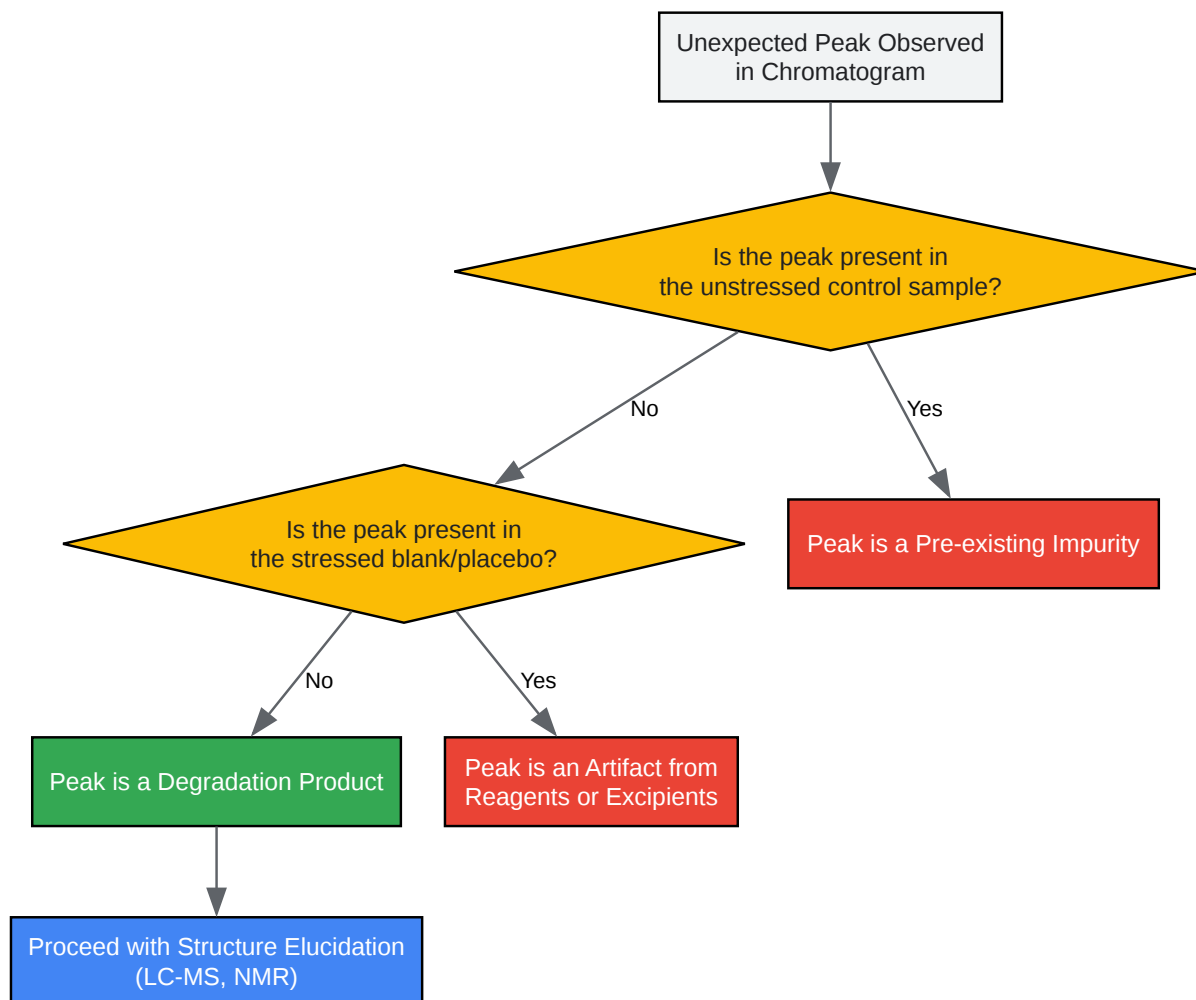 Unexpected Peak Observed
in Chromatogram
Is the peak present in
the unstressed control sample?
No
Yes
Is the peak present in
the stressed blank/placebo?
Peak is a Pre-existing Impurity
No
Yes
Peak is a Degradation Product
Peak is an Artifact from
Reagents or Excipients
Proceed with Structure Elucidation
(LC-MS, NMR)